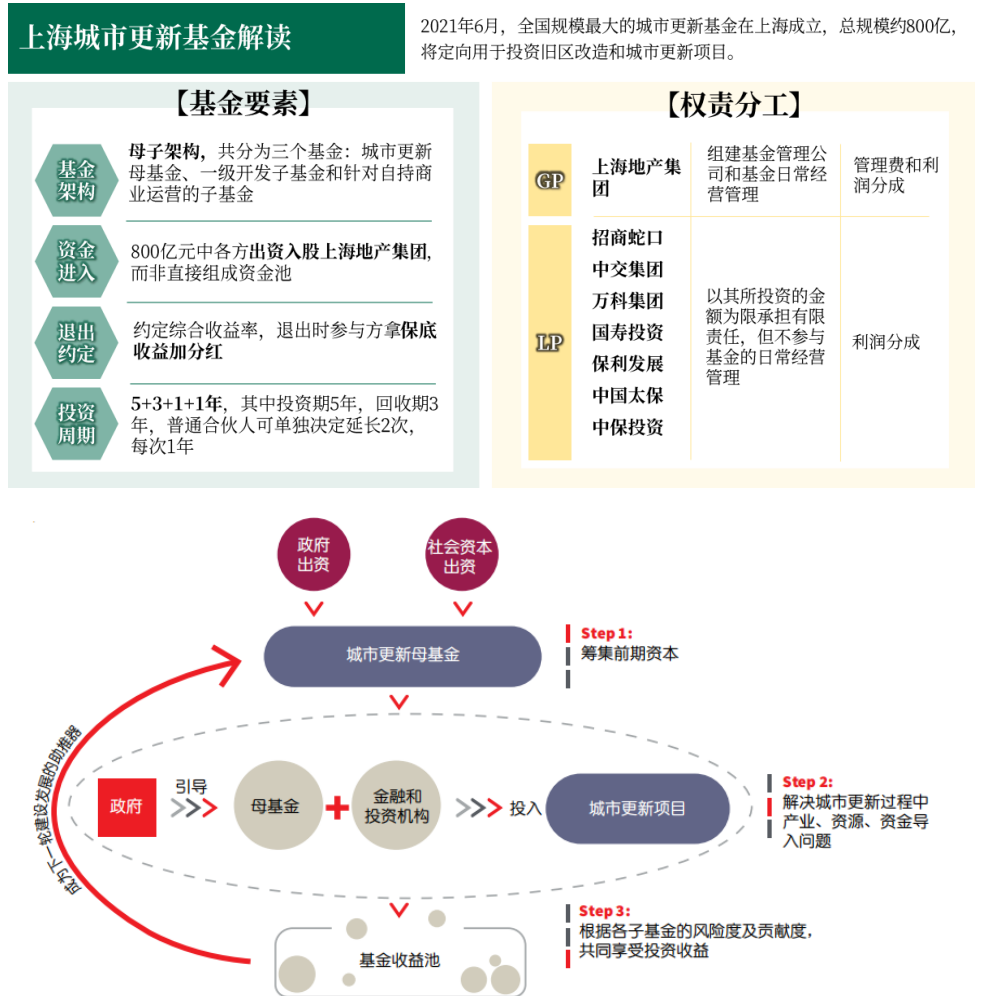 上海城市更新基金解读
2021年6月，全国规模最大的城市更新基金在上海成立，总规模约800亿，
将定向用于投资旧区改造和城市更新项目。
【基金要素】
基金
架构
母子架构，共分为三个基金：城市更新
母基金、一级开发子基金和针对自持商
业运营的子基金
资金
进入
800亿元中各方出资入股上海地产集团，
而非直接组成资金池
退出
约定
约定综合收益率，退出时参与方拿保底
收益加分红
投资
周期
5+3+1+1年，其中投资期5年，回收期3
年，普通合伙人可单独决定延长2次，
每次1年
【权责分工】
GP
上海地产集
团
组建基金管理公
司和基金日常经
营管理
管理费和利
润分成
LP
招商蛇口
中交集团
万科集团
国寿投资
保利发展
中国太保
中保投资
以其所投资的金
额为限承担有限
责任，但不参与
基金的日常经营
管理
利润分成
政府
出资
社会资本
出资
城市更新母基金
Step 1:
筹集前期资本
成为下一轮建设发展的助推器
政府
引导
母基金
金融和
投资机构
投入
城市更新项目
Step 2:
解决城市更新过程中
产业、资源、资金导
入问题
基金收益池
Step 3:
根据各子基金的风险度及贡献度，
共同享受投资收益